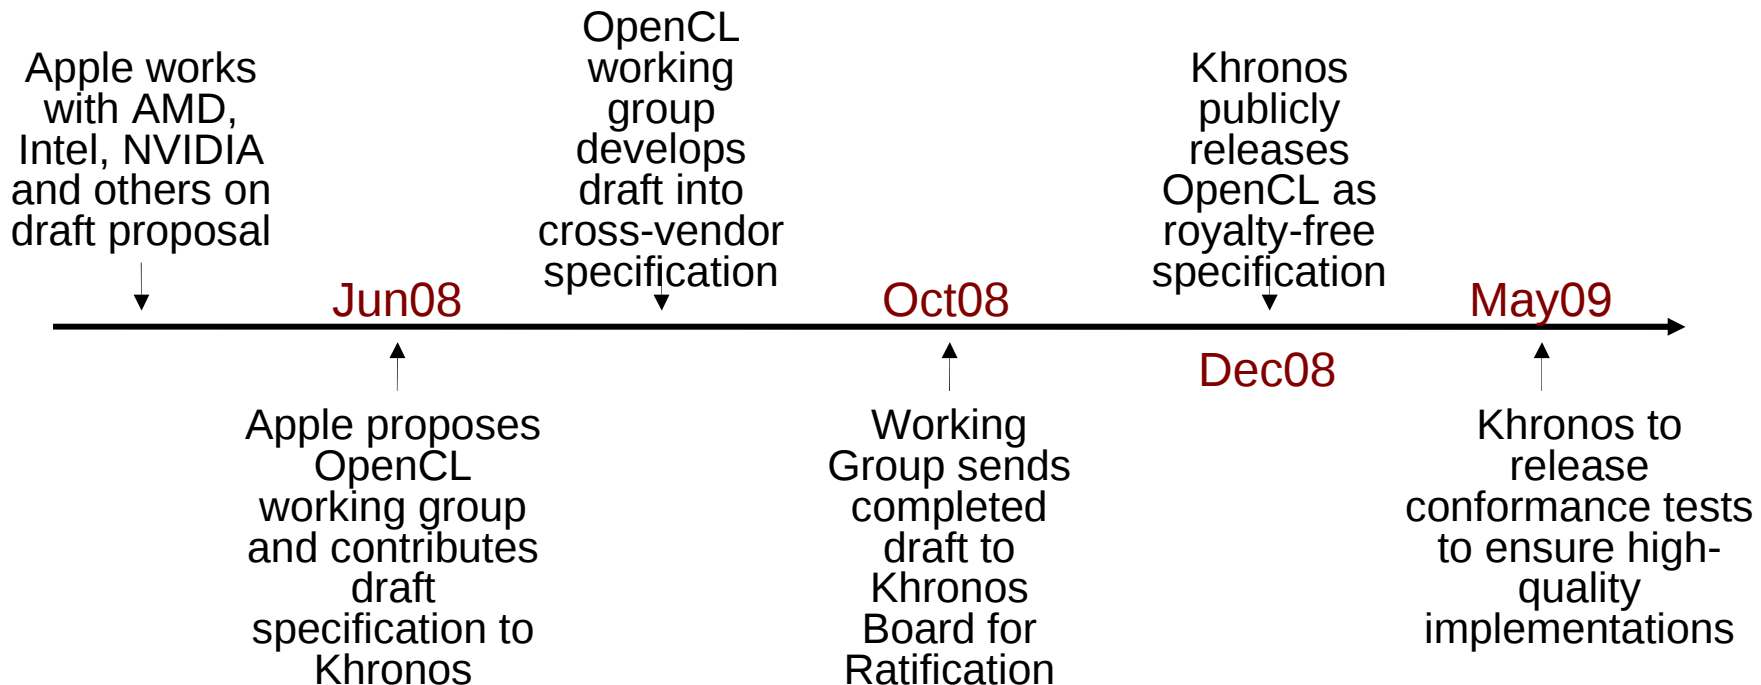 Apple works
with AMD,
Intel, NVIDIA
and others on
draft proposal
Jun08
Apple proposes
OpenCL
working group
and contributes
draft
specification to
Khronos
OpenCL
working
group
develops
draft into
cross-vendor
specification
Oct08
Working
Group sends
completed
draft to
Khronos
Board for
Ratification
Khronos
publicly
releases
OpenCL as
royalty-free
specification
Dec08
May09
Khronos to
release
conformance tests
to ensure high-
quality
implementations